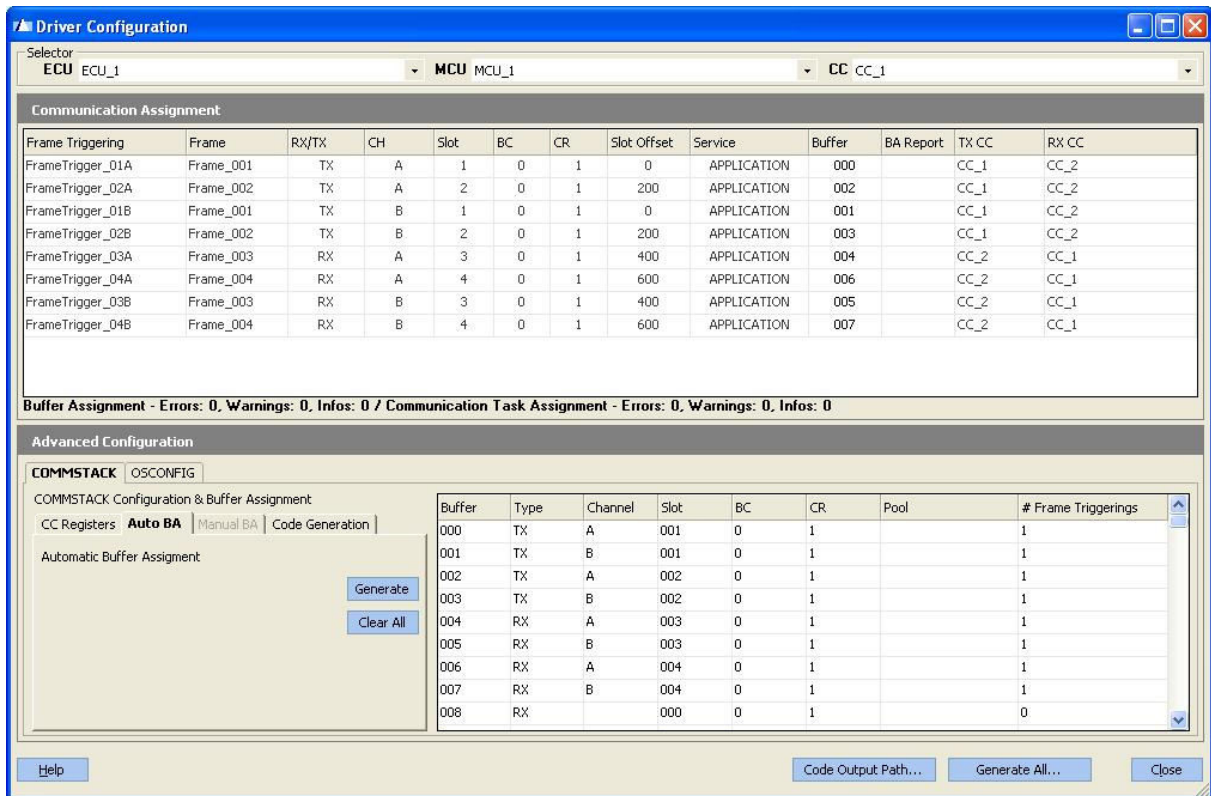 Driver Configuration
Selector
ECU ECU_1 MCU MCU_1 CC CC_1
Communication Assignment
Frame Triggering Frame RX/TX CH Slot BC CR Slot Offset Service Buffer BA Report TX CC RX CC
FrameTrigger_01A Frame_001 TX A 1 0 1 0 APPLICATION 000 CC_1 CC_2
FrameTrigger_02A Frame_002 TX A 2 0 1 200 APPLICATION 002 CC_1 CC_2
FrameTrigger_01B Frame_001 TX B 1 0 1 0 APPLICATION 001 CC_1 CC_2
FrameTrigger_02B Frame_002 TX B 2 0 1 200 APPLICATION 003 CC_1 CC_2
FrameTrigger_03A Frame_003 RX A 3 0 1 400 APPLICATION 004 CC_2 CC_1
FrameTrigger_04A Frame_004 RX A 4 0 1 600 APPLICATION 006 CC_2 CC_1
FrameTrigger_03B Frame_003 RX B 3 0 1 400 APPLICATION 005 CC_2 CC_1
FrameTrigger_04B Frame_004 RX B 4 0 1 600 APPLICATION 007 CC_2 CC_1
Buffer Assignment - Errors: 0, Warnings: 0, Infos: 0 / Communication Task Assignment - Errors: 0, Warnings: 0, Infos: 0
Advanced Configuration
COMMSTACK OSCONFIG
COMMSTACK Configuration & Buffer Assignment
CC Registers Auto BA Manual BA Code Generation
Automatic Buffer Assigment
Generate
Clear All
Buffer Type Channel Slot BC CR Pool # Frame Triggerings
000 TX A 001 0 1 1
001 TX B 001 0 1 1
002 TX A 002 0 1 1
003 TX B 002 0 1 1
004 RX A 003 0 1 1
005 RX B 003 0 1 1
006 RX A 004 0 1 1
007 RX B 004 0 1 1
008 RX 000 0 1 0
Help Code Output Path... Generate All... Close